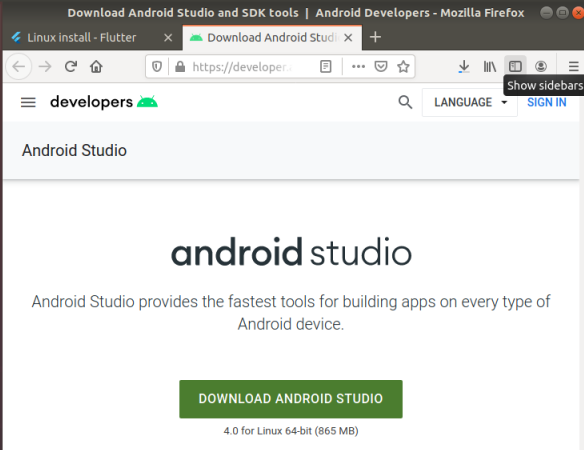 Download Android Studio and SDK tools | Android Developers - Mozilla Firefox
Linux install - Flutter
Download Android Studi
https://developer.
Show sidebars
developers
LANGUAGE
SIGN IN
Android Studio
android studio
Android Studio provides the fastest tools for building apps on every type of
Android device.
DOWNLOAD ANDROID STUDIO
4.0 for Linux 64-bit (865 MB)